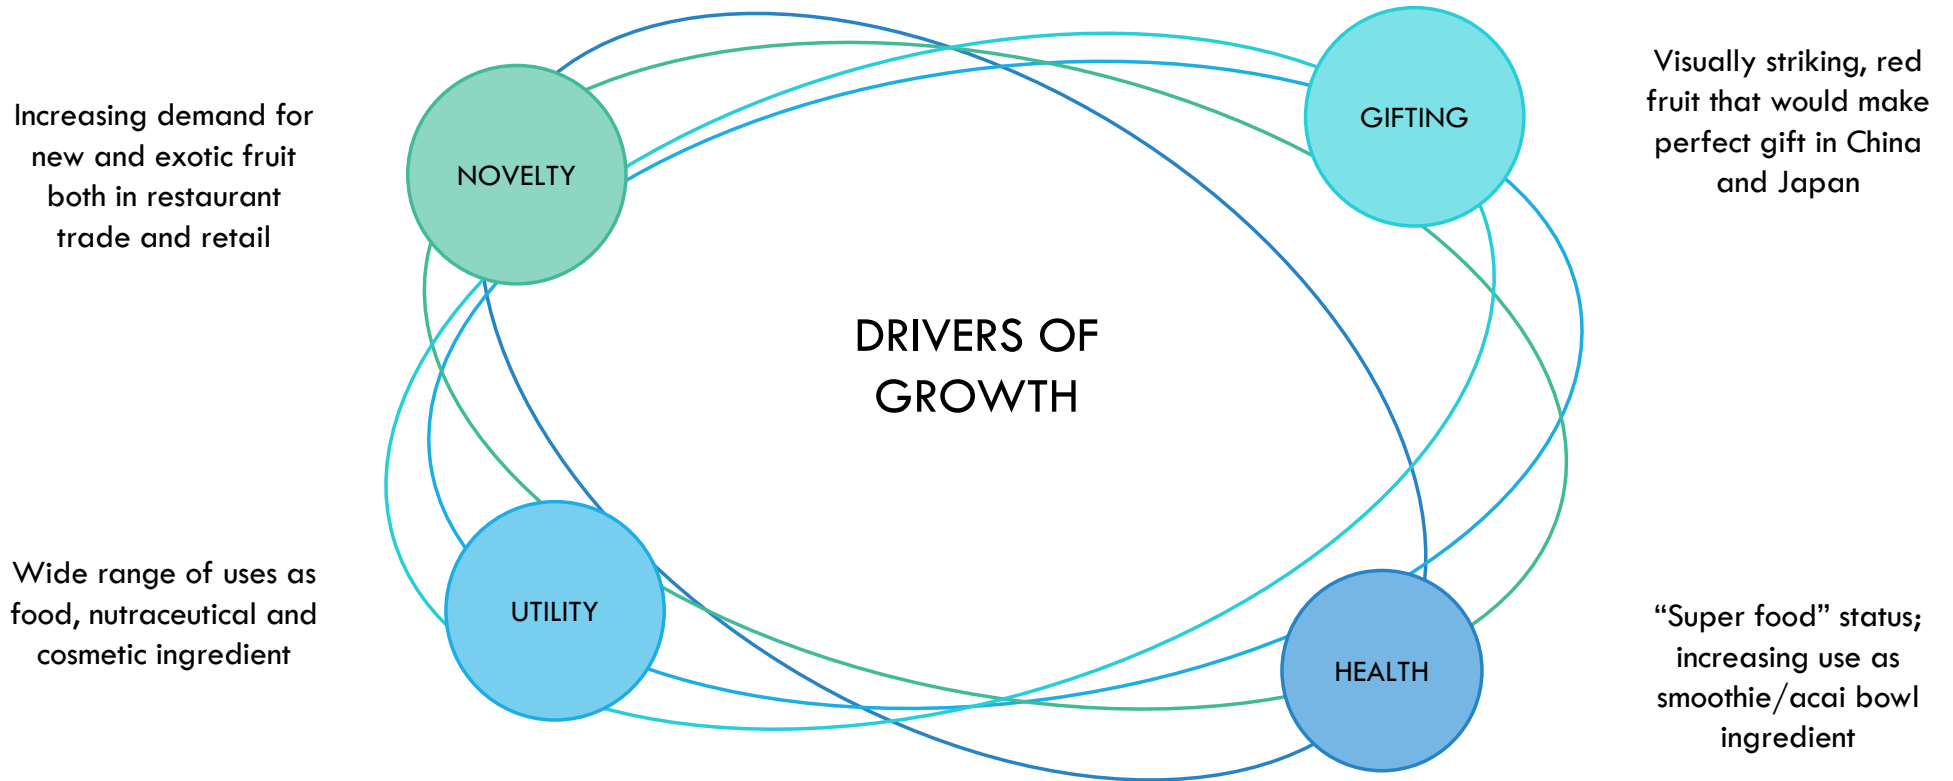 Increasing demand for
new and exotic fruit
both in restaurant
trade and retail
NOVELTY
GIFTING
Visually striking, red
fruit that would make
perfect gift in China
and Japan
DRIVERS OF
GROWTH
Wide range of uses as
food, nutraceutical and
cosmetic ingredient
UTILITY
HEALTH
“Super food” status;
increasing use as
smoothie/acai bowl
ingredient